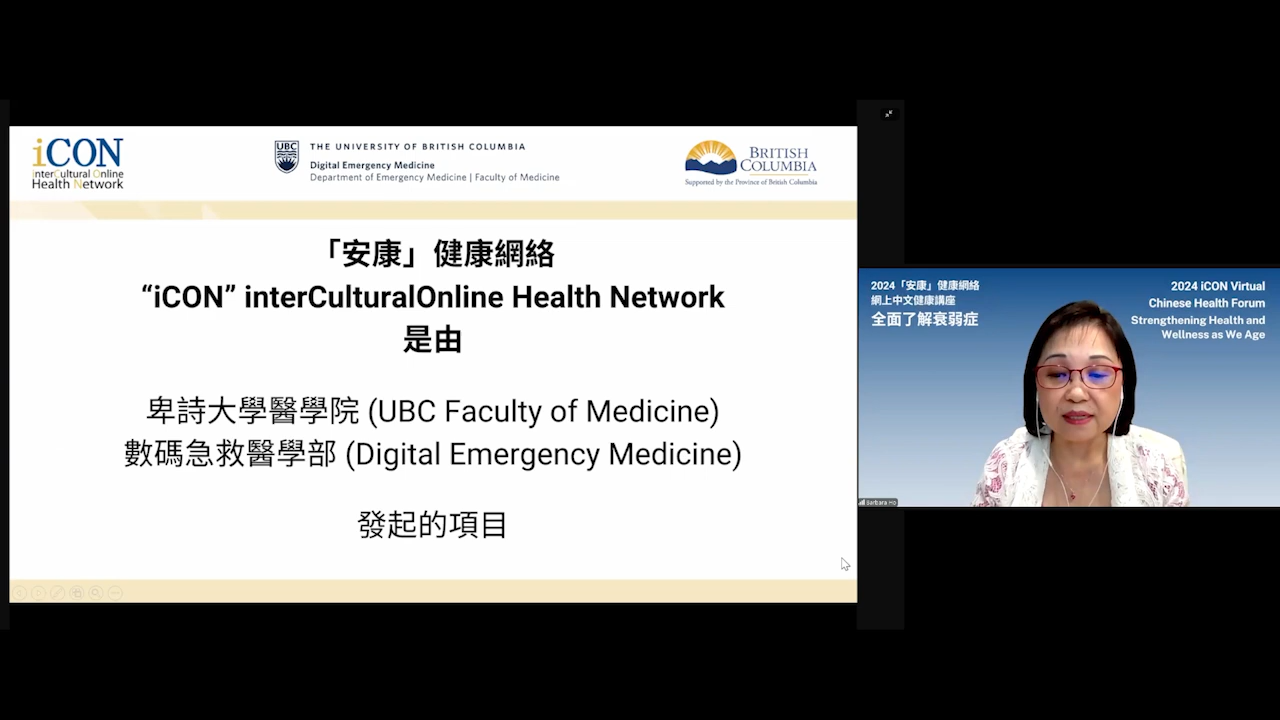 iCON
interCultural Online
Health Network
UBC
THE UNIVERSITY OF BRITISH COLUMBIA
Digital Emergency Medicine
Department of Emergency Medicine | Faculty of Medicine
BRITISH
COLUMBIA
Supported by the Province of British Columbia
「安康」健康網絡
“iCON” interCulturalOnline Health Network
是由
卑詩大學醫學院 (UBC Faculty of Medicine)
數碼急救醫學部 (Digital Emergency Medicine)
發起的項目
2024「安康」健康網絡
網上中文健康講座
全面了解衰弱症
2024 iCON Virtual
Chinese Health Forum
Strengthening Health and
Wellness as We Age
Barbara Ho